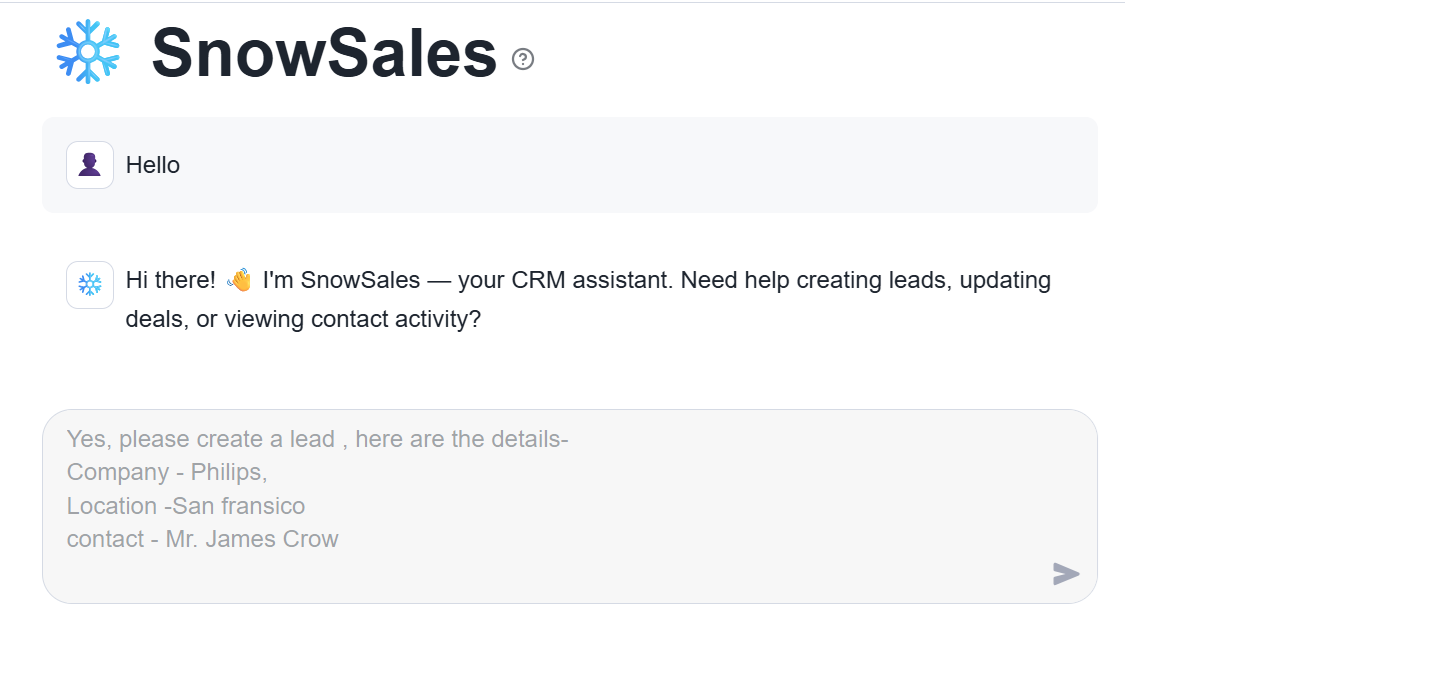 SnowSales
Hello
Hi there! 👋 I'm SnowSales — your CRM assistant. Need help creating leads, updating
deals, or viewing contact activity?
Yes, please create a lead , here are the details-
Company - Philips,
Location -San fransico
contact - Mr. James Crow